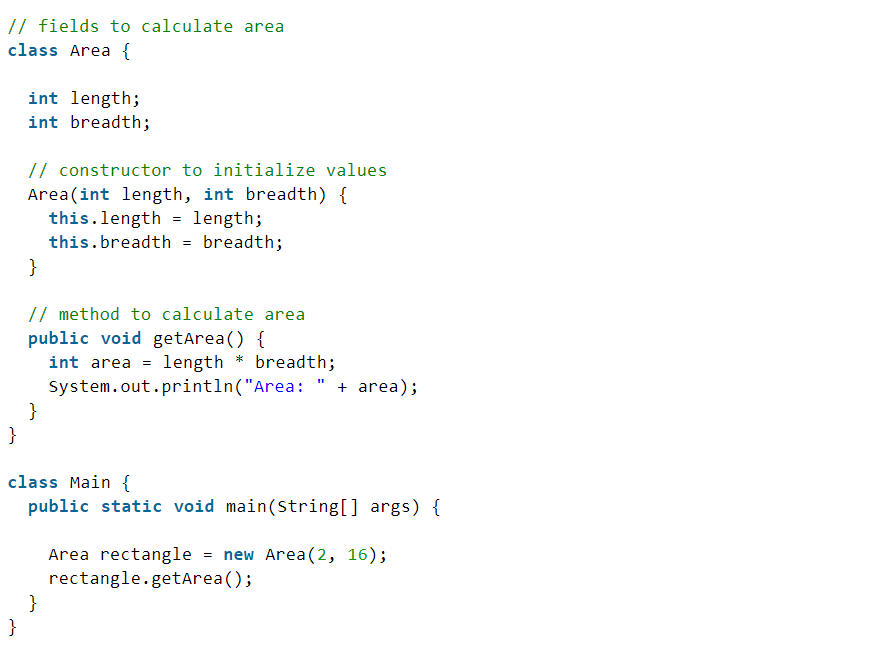 // fields to calculate area
class Area {
int length;
int breadth;
// constructor to initialize values
Area(int length, int breadth) {
this.length = length;
this.breadth = breadth;
}
// method to calculate area
public void getArea() {
int area = length * breadth;
System.out.println("Area: " + area);
}
}
class Main {
public static void main(String[] args) {
Area rectangle = new Area(2, 16);
rectangle.getArea();
}
}